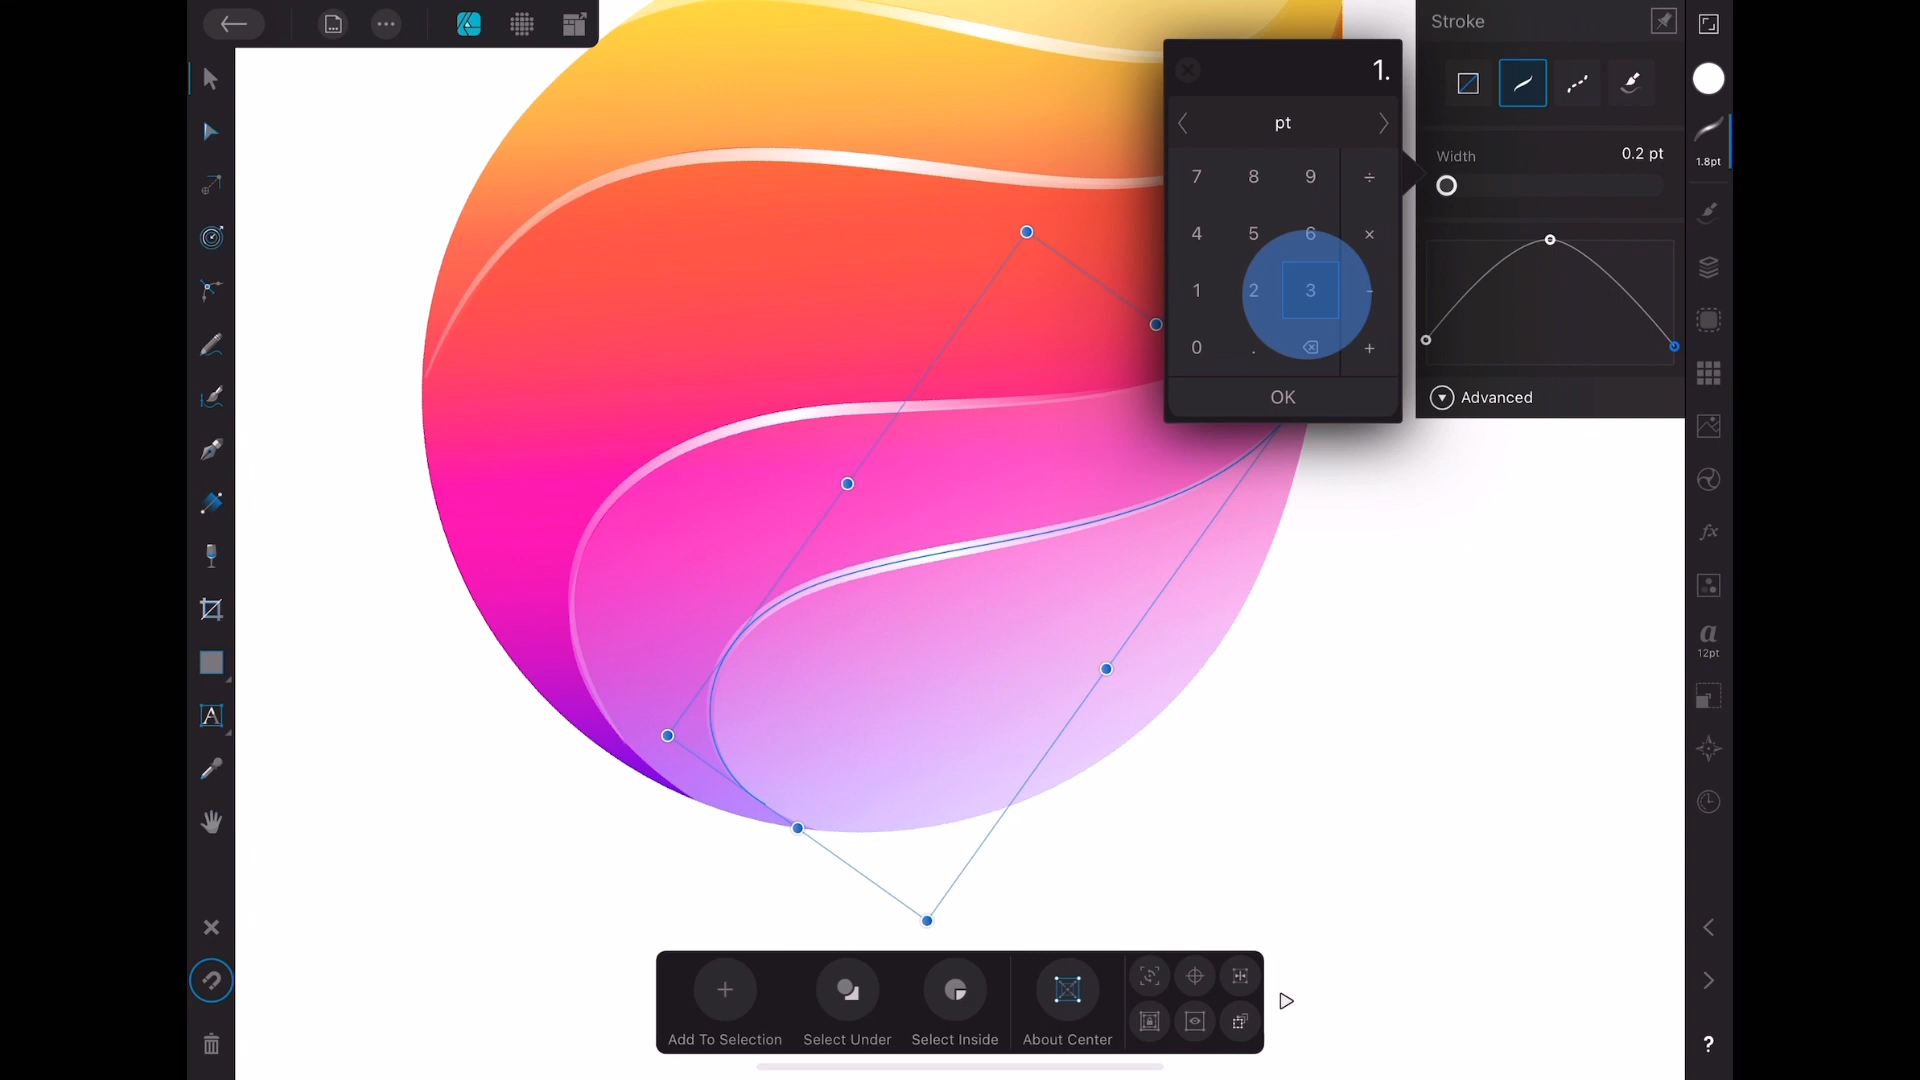 Stroke
1.
pt
7 8 9 ÷
4 5 6 ×
1 2 3 -
0 . +
OK
Width 0.2 pt
Advanced
1.8pt
fx
a
12pt
A
?
Add To Selection
Select Under
Select Inside
About Center